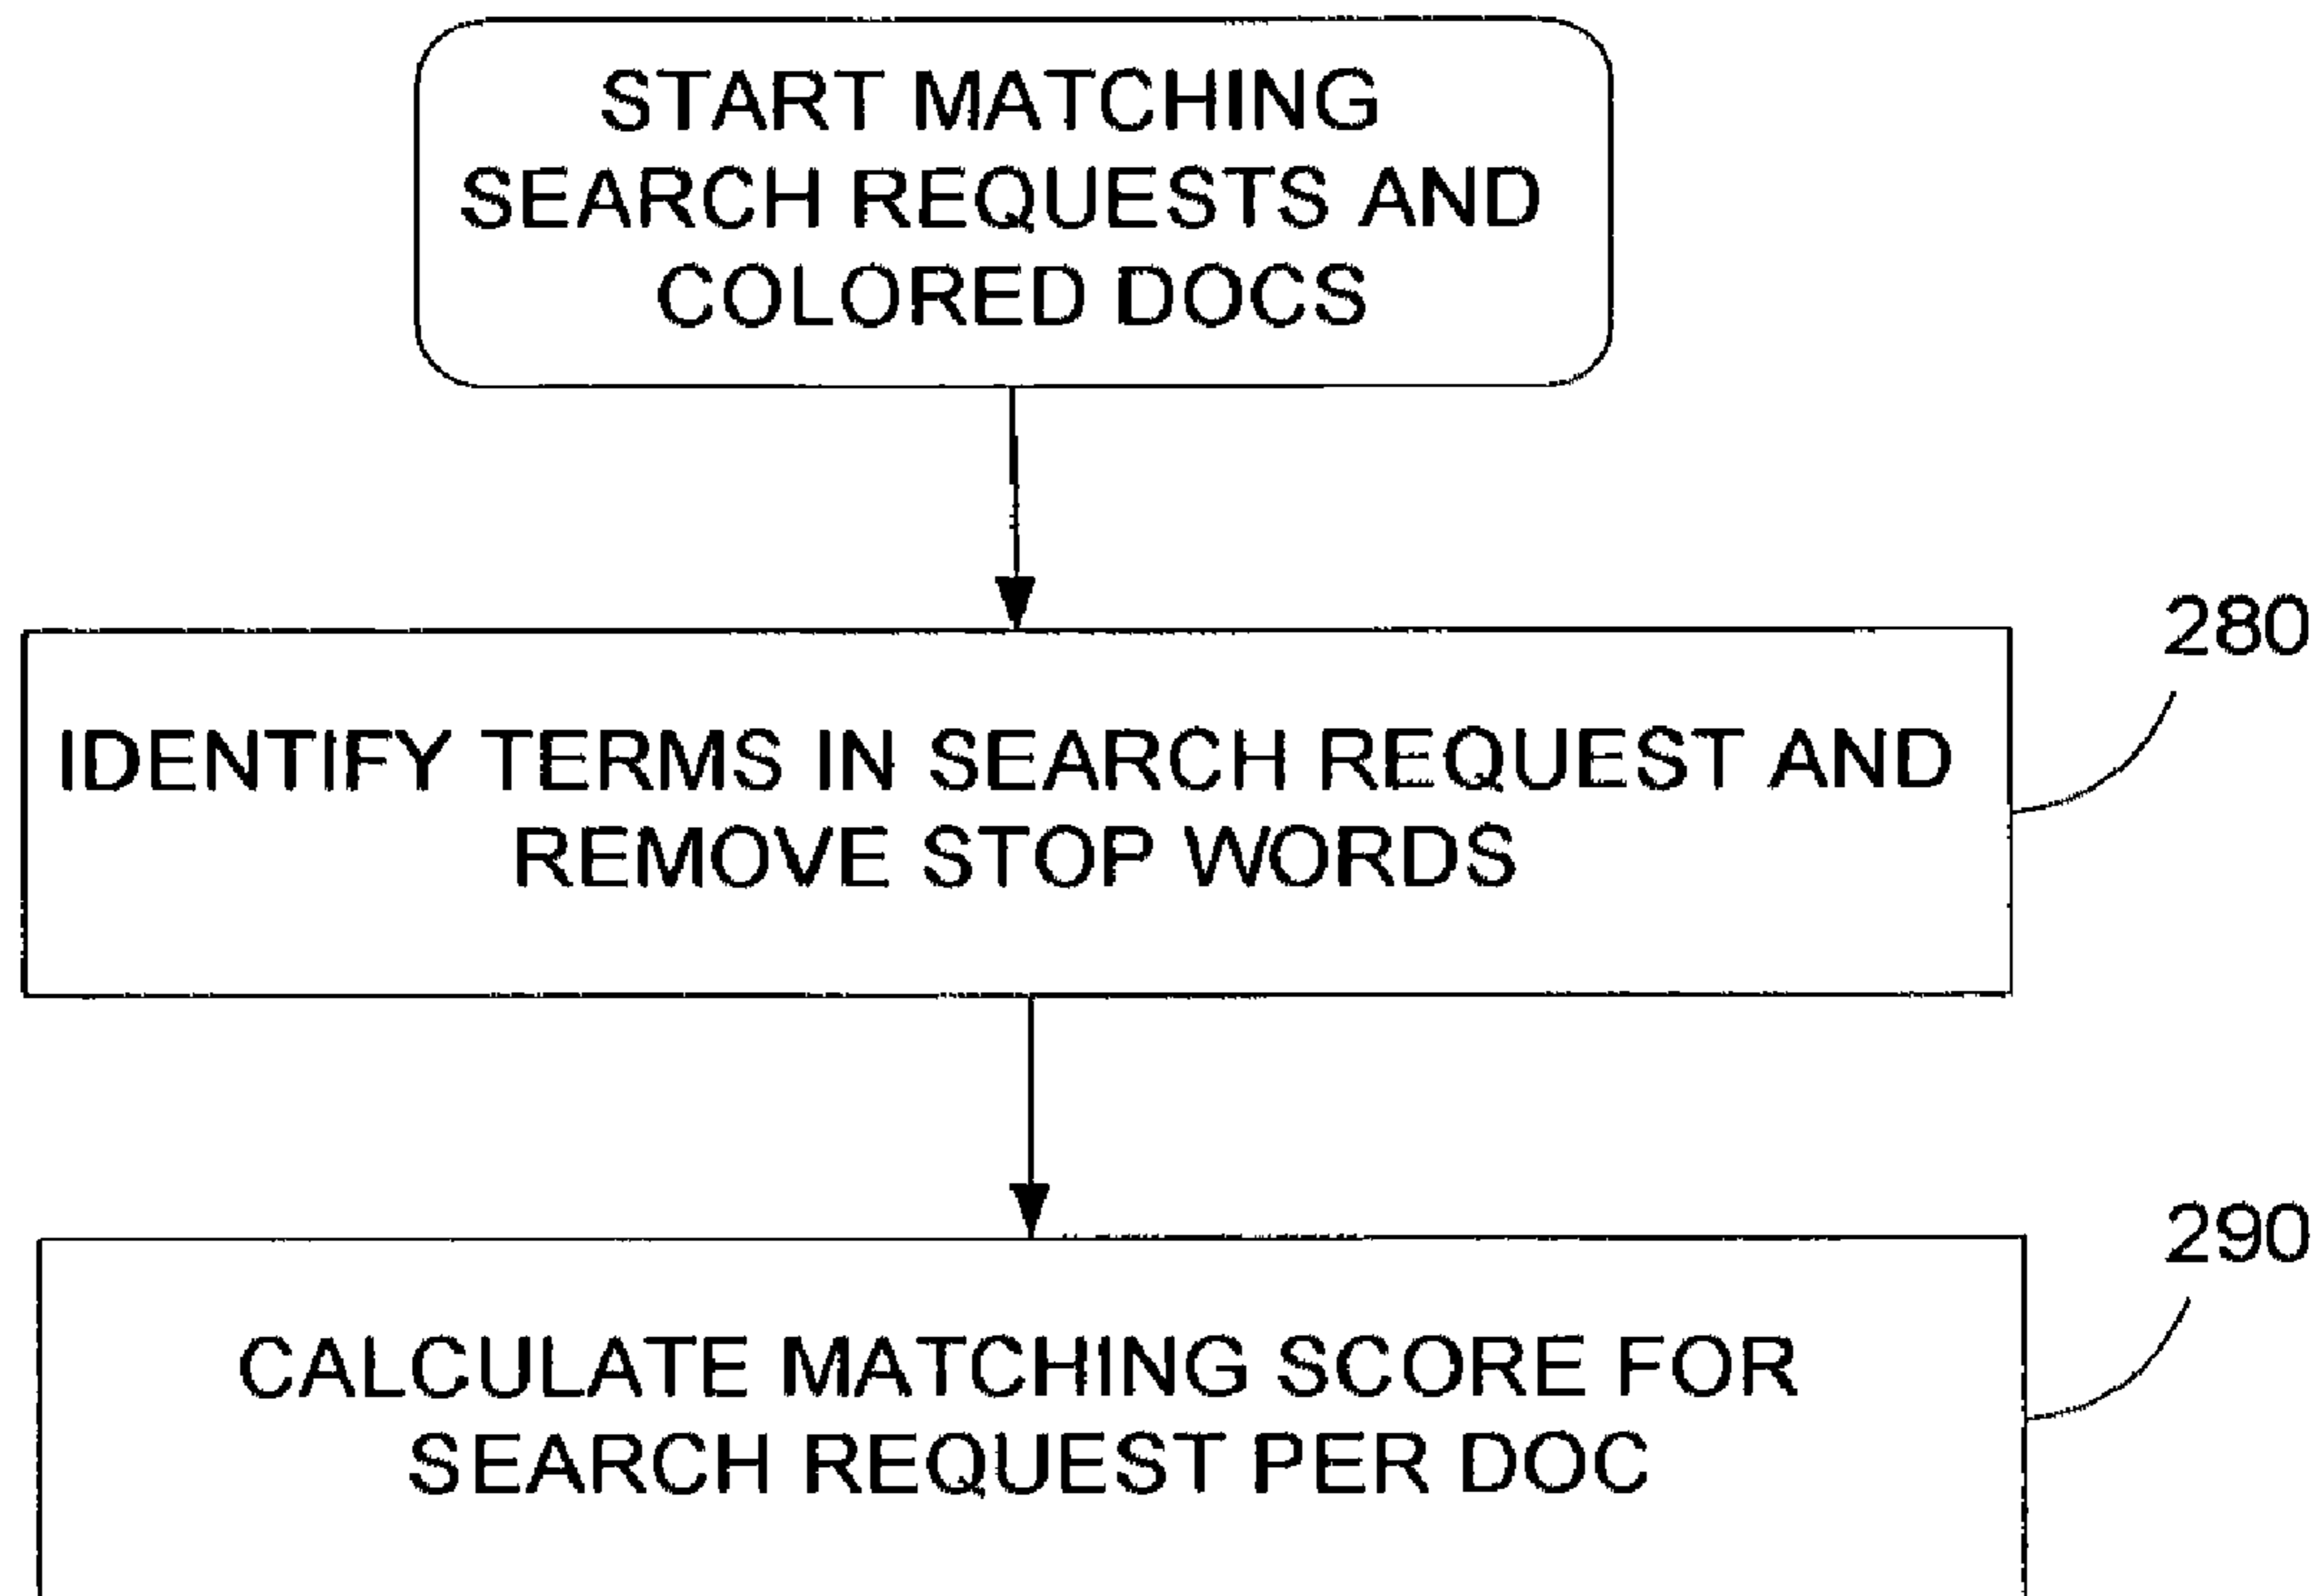 START MATCHING
SEARCH REQUESTS AND
COLORED DOCS
280
IDENTIFY TERMS IN SEARCH REQUEST AND
REMOVE STOP WORDS
290
CALCULATE MATCHING SCORE FOR
SEARCH REQUEST PER DOC